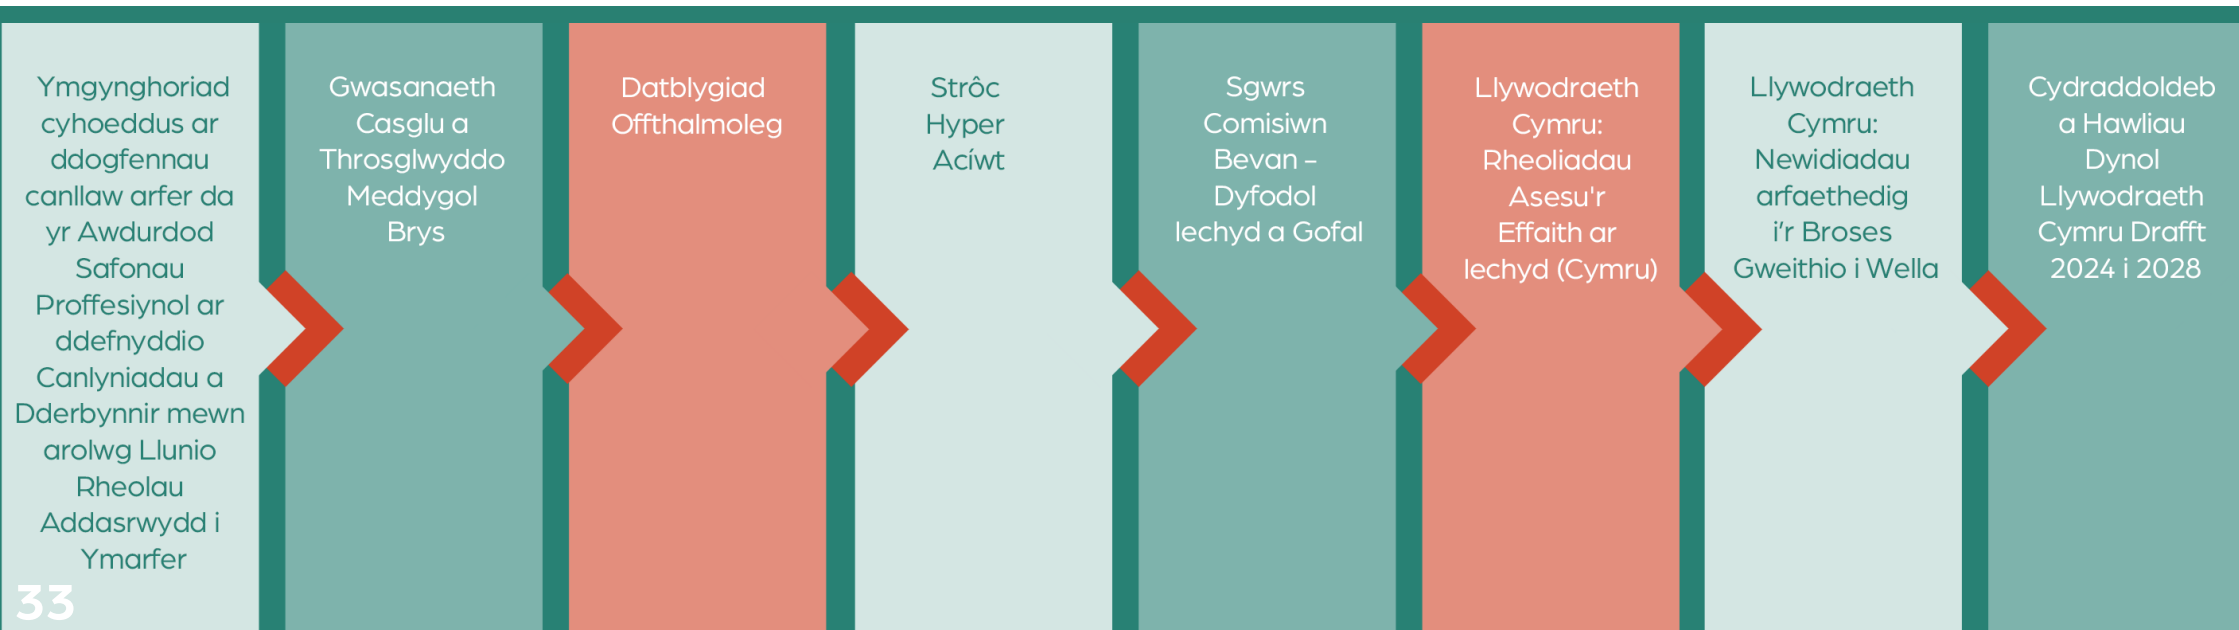 Ymgynghoriad
cyhoeddus ar
ddogfennau
canllaw arfer da
yr Awdurdod
Safonau
Proffesiynol ar
ddefnyddio
Canlyniadau a
Dderbynnir mewn
arolwg Llunio
Rheolau
Addasrwydd i
Ymarfer
Gwasanaeth
Casglu a
Throsglwyddo
Meddygol
Brys
Datblygiad
Offthalmoleg
Strôc
Hyper
Acíwt
Sgwrs
Comisiwn
Bevan -
Dyfodol
Iechyd a Gofal
Llywodraeth
Cymru:
Rheoliadau
Asesu'r
Effaith ar
Iechyd (Cymru)
Llywodraeth
Cymru:
Newidiadau
arfaethedig
i’r Broses
Gweithio i Wella
Cydraddoldeb
a Hawliau
Dynol
Llywodraeth
Cymru Drafft
2024 i 2028
33